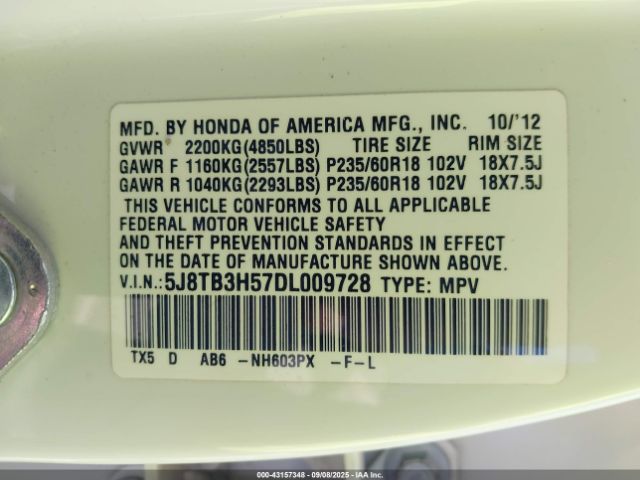 MFD. BY HONDA OF AMERICA MFG., INC. 10/'12
GVWR 2200KG(4850LBS) TIRE SIZE RIM SIZE
GAWR F 1160KG(2557LBS) P235/60R18 102V 18X7.5J
GAWR R 1040KG(2293LBS) P235/60R18 102V 18X7.5J
THIS VEHICLE CONFORMS TO ALL APPLICABLE
FEDERAL MOTOR VEHICLE SAFETY
AND THEFT PREVENTION STANDARDS IN EFFECT
ON THE DATE OF MANUFACTURE SHOWN ABOVE.
V.I.N.:5J8TB3H57DL009728 TYPE: MPV
TX5 D AB6 -NH603PX -F-L
Owner: 43157348 | 09/08/2025 | IAA Inc.